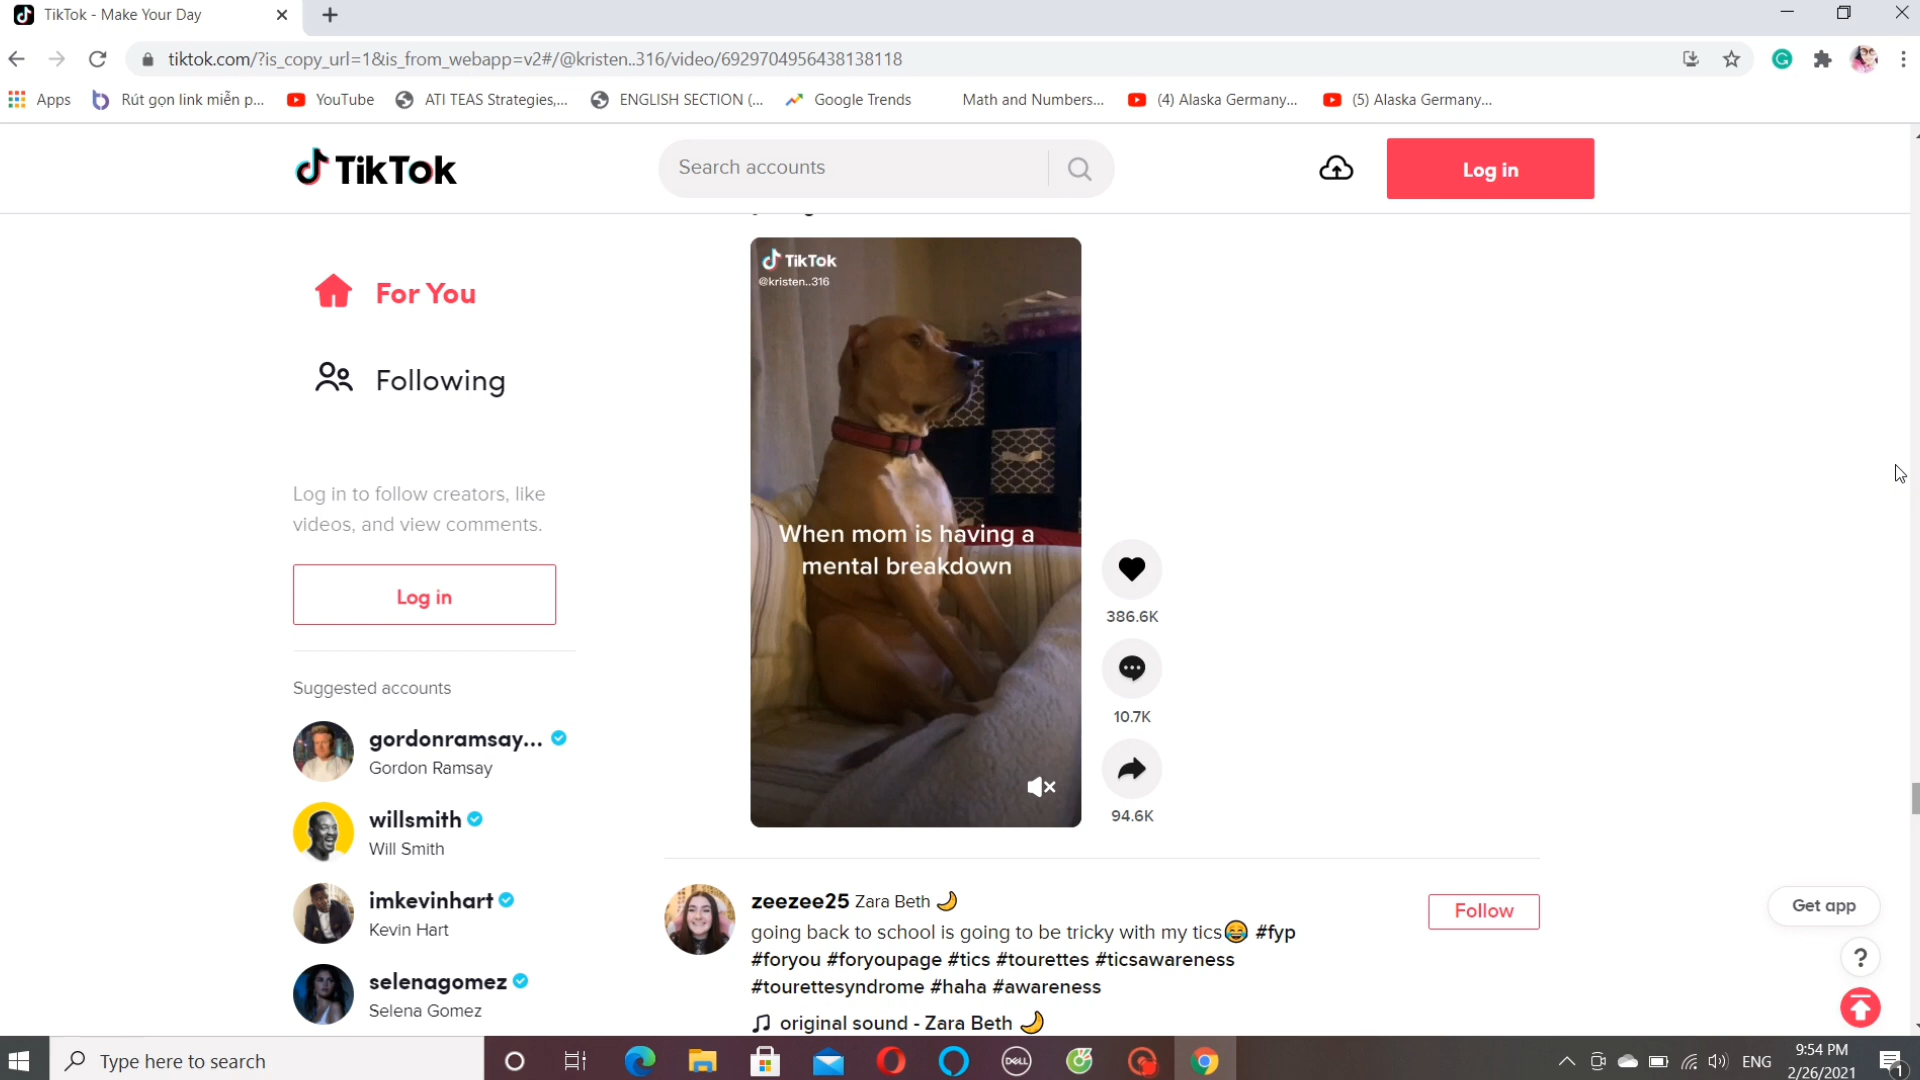 TikTok - Make Your Day
tiktok.com/?is_copy_url=1&is_from_webapp=v2#/@kristen..316/video/6929704956438138118
Apps
Rút gọn link miễn p...
YouTube
ATI TEAS Strategies,...
ENGLISH SECTION (...
Google Trends
Math and Numbers...
(4) Alaska Germany...
(5) Alaska Germany...
TikTok
Search accounts
Log in
For You
Following
Log in to follow creators, like
videos, and view comments.
Log in
Suggested accounts
gordonramsay...
Gordon Ramsay
willsmith
Will Smith
imkevinhart
Kevin Hart
selenagomez
Selena Gomez
TikTok
@kristen..316
When mom is having a
mental breakdown
386.6K
10.7K
94.6K
zeezee25 Zara Beth 🌙
Follow
going back to school is going to be tricky with my tics😂 #fyp
#foryou #foryoupage #tics #tourettes #ticsawareness
#tourettesyndrome #haha #awareness
♫ original sound - Zara Beth 🌙
Get app
?
Type here to search
DELL
ENG
9:54 PM
2/26/2021
1